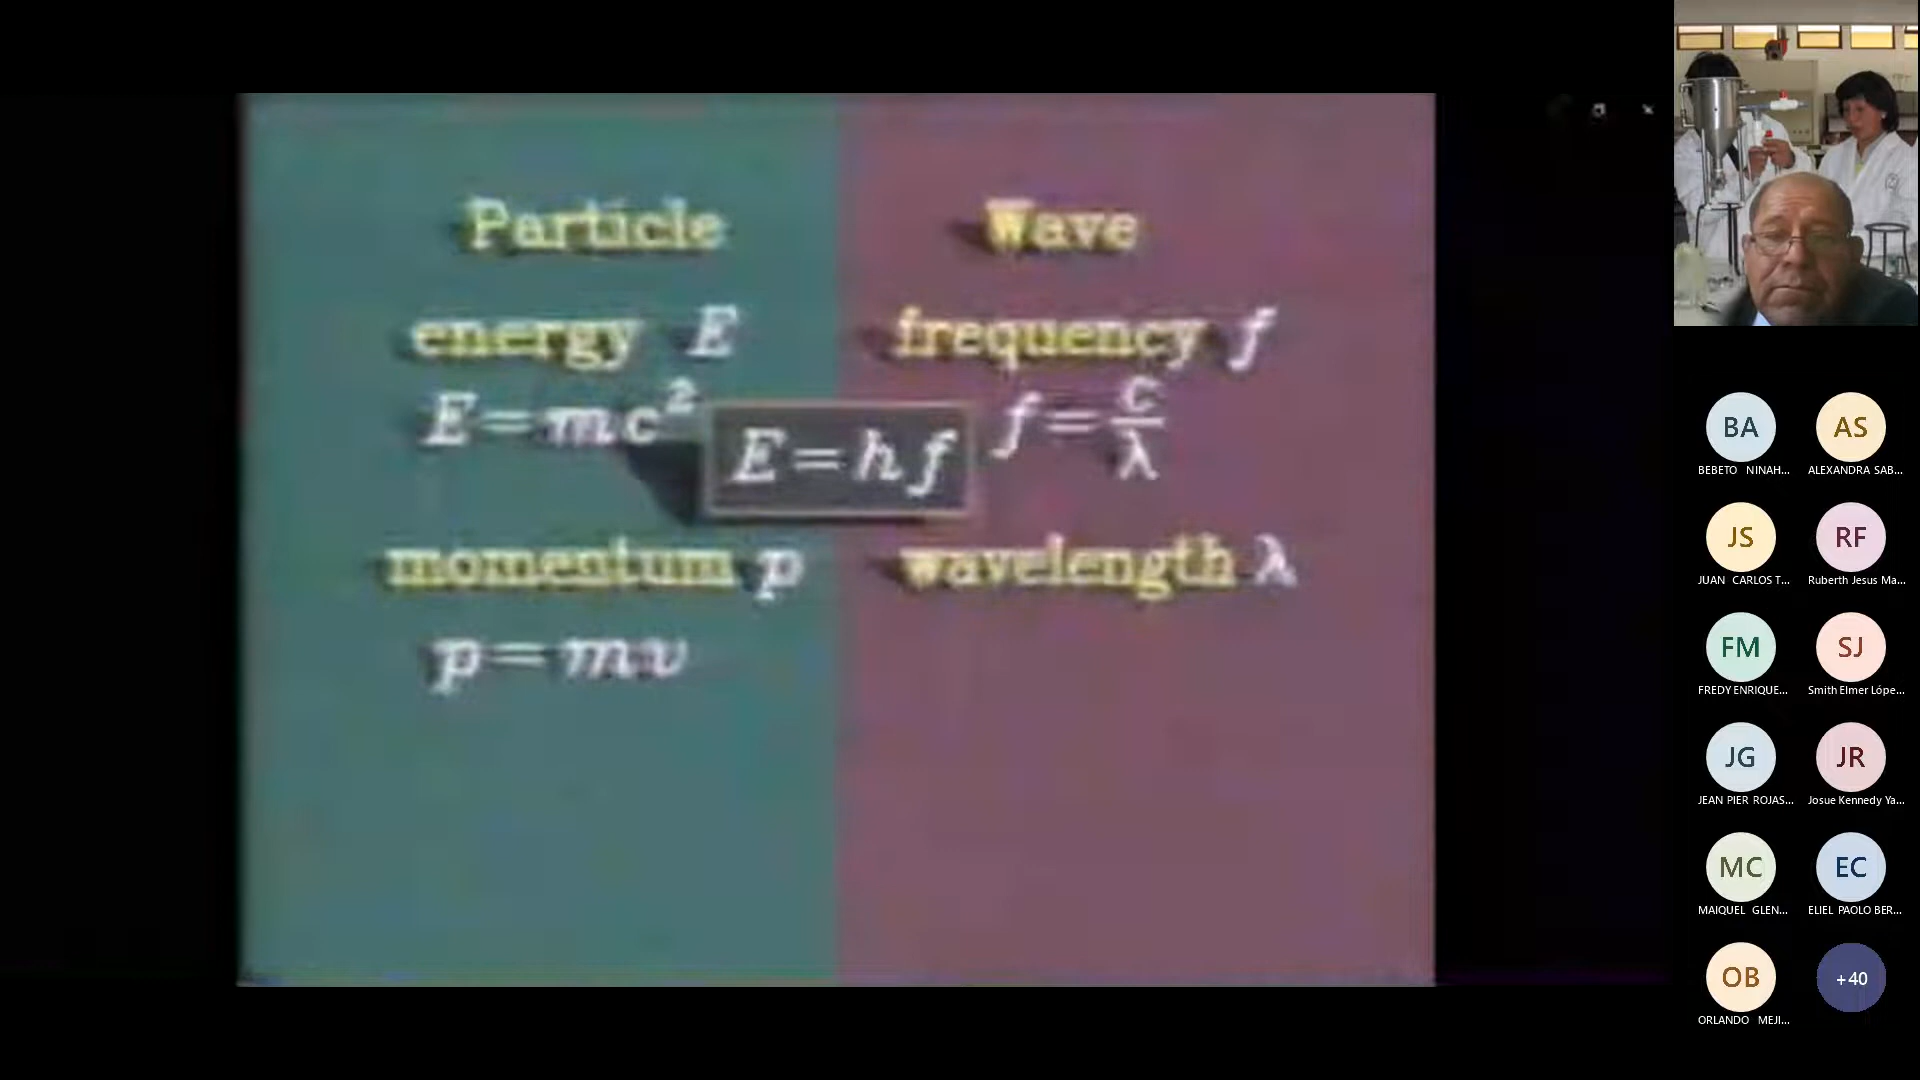 Particle
Wave
energy E
frequency f
E=mc²
E=hf
f=c/λ
momentum p
wavelength λ
p=mv
BA
AS
BEBETO NINAH...
ALEXANDRA SAB...
JS
RF
JUAN CARLOS T...
Ruberth Jesus Ma...
FM
SJ
FREDY ENRIQUE...
Smith Elmer Lópe...
JG
JR
JEAN PIER ROJAS...
Josue Kennedy Ya...
MC
EC
MAIQUEL GLEN...
ELIEL PAOLO BER...
OB
+40
ORLANDO MEJI...